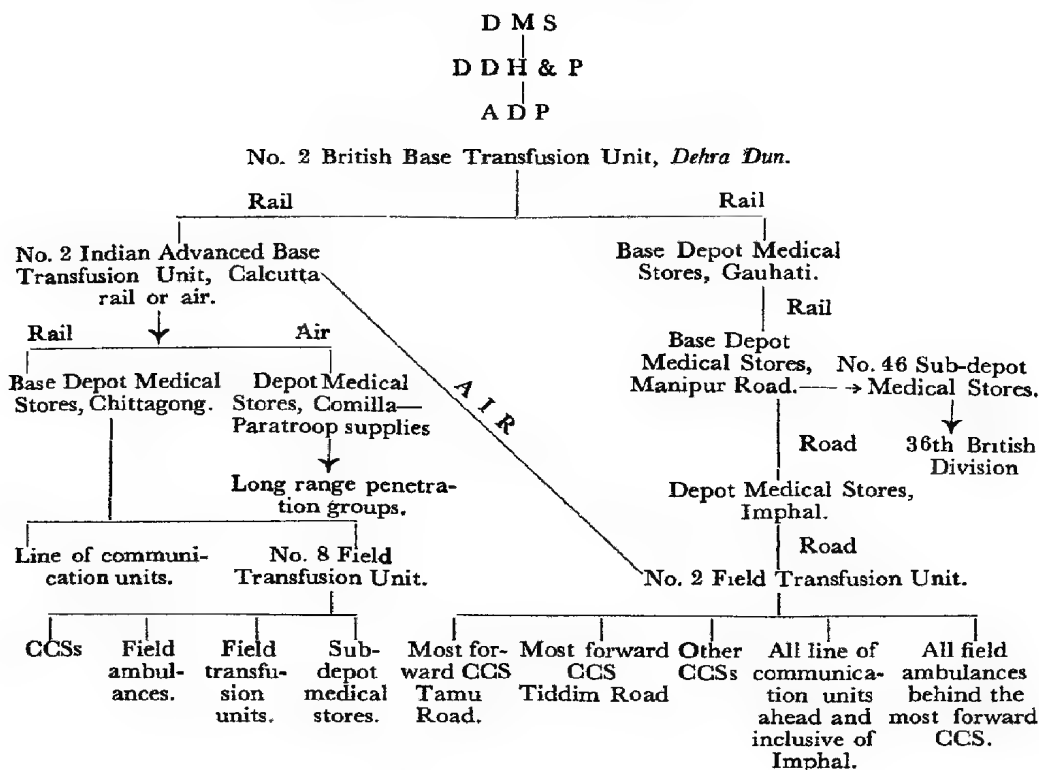 D M S
D D H & P
A D P
No. 2 British Base Transfusion Unit, Dehra Dun.
Rail
Rail
No. 2 Indian Advanced Base
Transfusion Unit, Calcutta
rail or air.
Base Depot Medical
Stores, Gauhati.
Rail
Rail
Air
AIR
Base Depot Medical
Stores, Chittagong.
Depot Medical
Stores, Comilla—
Paratroop supplies
Base Depot
Medical Stores,
Manipur Road.
No. 46 Sub-depot
Medical Stores.
Road
36th British
Division
Long range penetra-
tion groups.
Depot Medical Stores,
Imphal.
Road
Line of communi-
cation units.
No. 8 Field
Transfusion Unit.
No. 2 Field Transfusion Unit.
CCSs
Field
ambul-
ances.
Field
transfu-
sion
units.
Sub-
depot
medical
stores.
Most for-
ward CCS
Tamu
Road.
Most forward
CCS
Tiddim Road
Other
CCSs
All line of
communica-
tion units
ahead and
inclusive of
Imphal.
All field
ambulances
behind the
most forward
CCS.